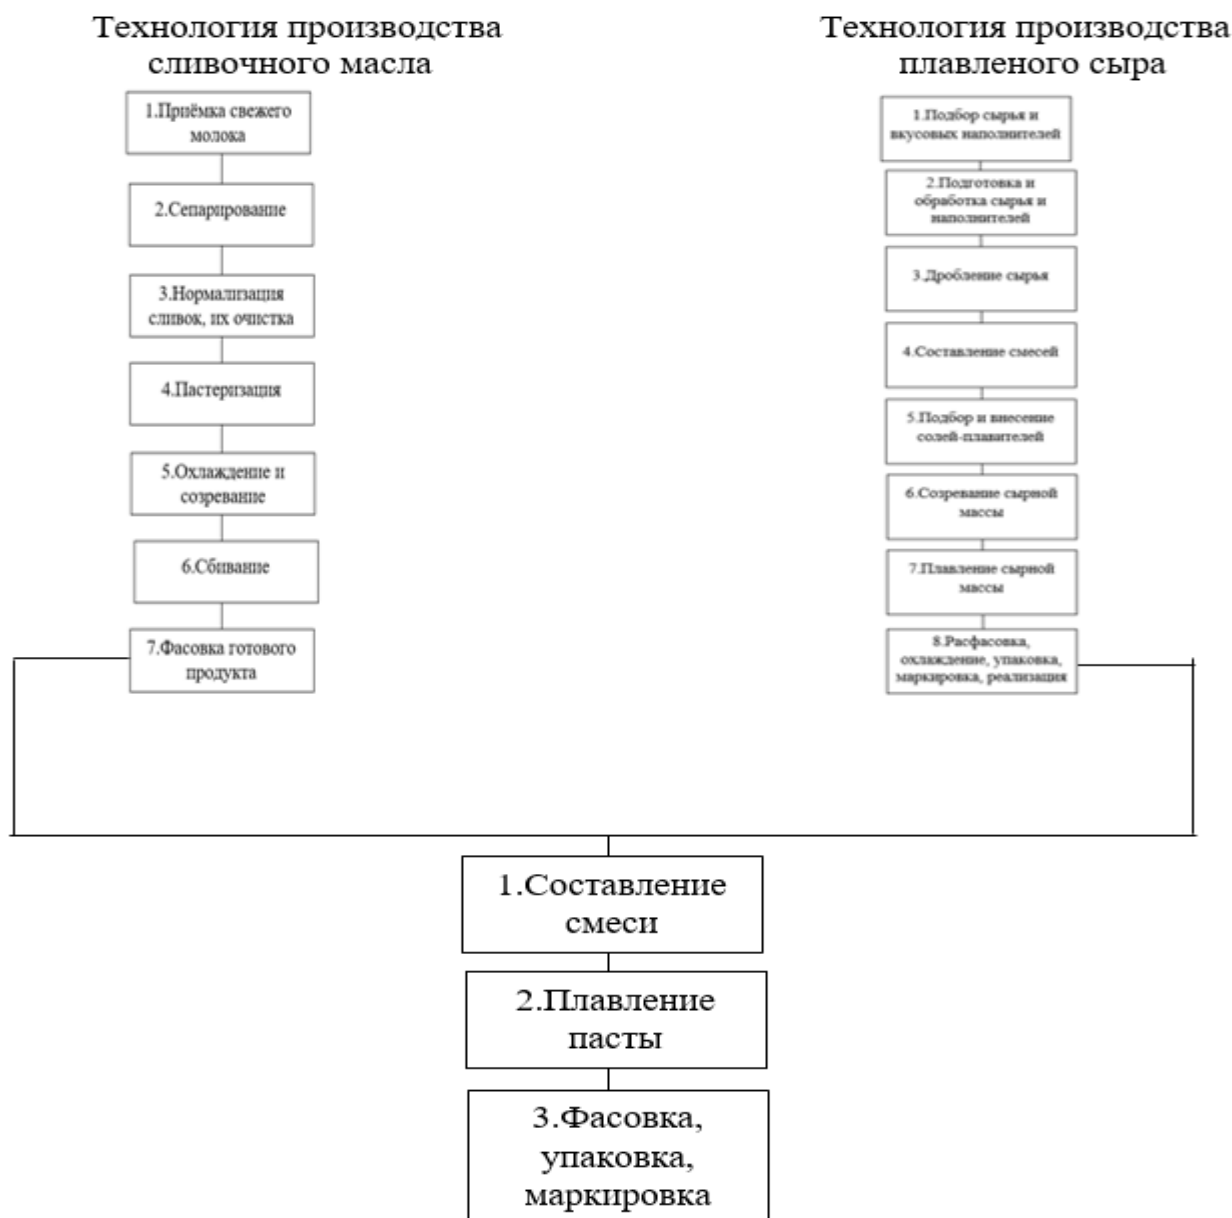 Технология производства
сливочного масла
1.Приёмка свежего
молока
2.Сепарирование
3.Нормализация
сливок, их очистка
4.Пастеризация
5.Охлаждение и
созревание
6.Сбивание
7.Фасовка готового
продукта
Технология производства
плавленого сыра
1.Подбор сырья и
вкусовых наполнителей
2.Подготовка и
обработка сырья и
наполнителей
3.Дробление сырья
4.Составление смесей
5.Подбор и внесение
солей-плавителей
6.Созревание сырной
массы
7.Плавление сырной
массы
8.Расфасовка,
охлаждение, упаковка,
маркировка, реализация
1.Составление
смеси
2.Плавление
пасты
3.Фасовка,
упаковка,
маркировка